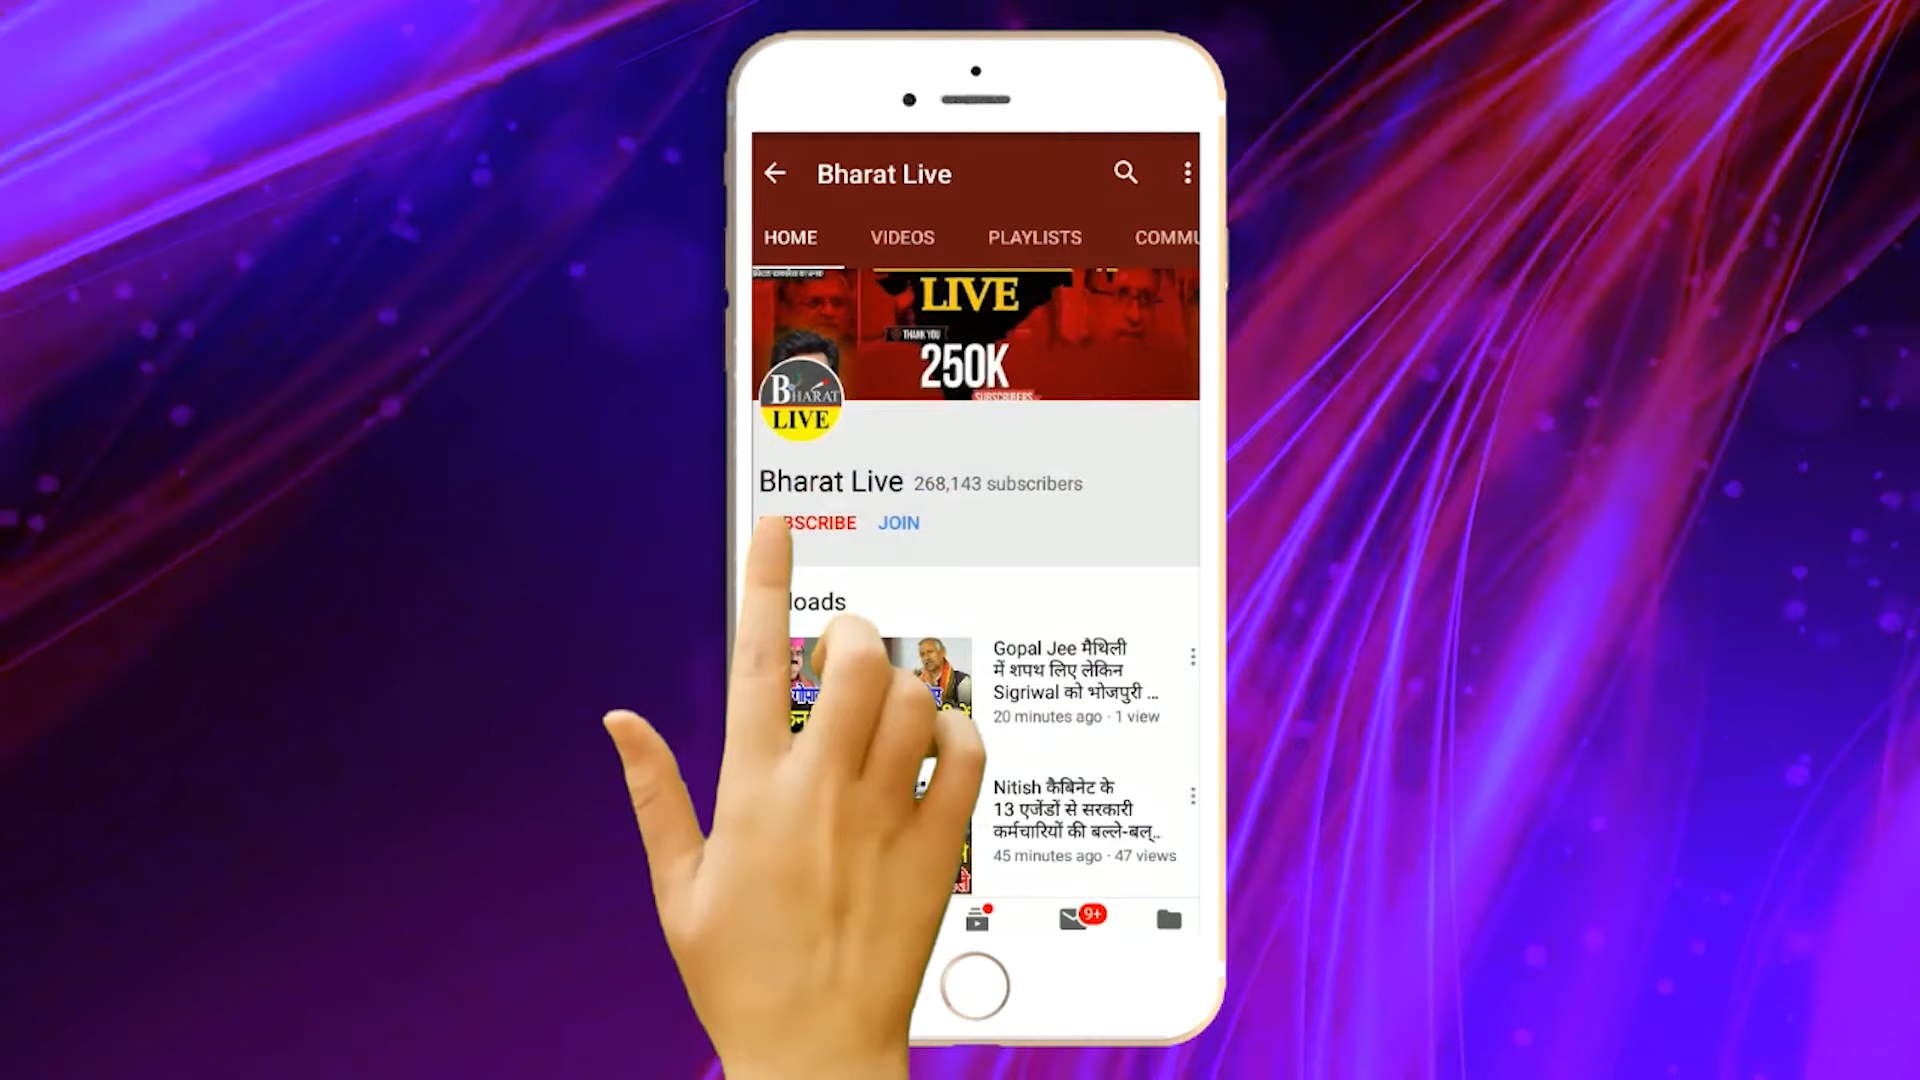 Bharat Live
HOME VIDEOS PLAYLISTS COMMU
LIVE
THANK YOU
250K
SUBSCRIBERS
BHARAT
LIVE
Bharat Live 268,143 subscribers
BSCRIBE JOIN
loads
Gopal Jee मैथिली
में शपथ लिए लेकिन
Sigriwal को भोजपुरी ...
20 minutes ago · 1 view
Nitish कैबिनेट के
13 एजेंडों से सरकारी
कर्मचारियों की बल्ले-बल्..
45 minutes ago · 47 views
9+